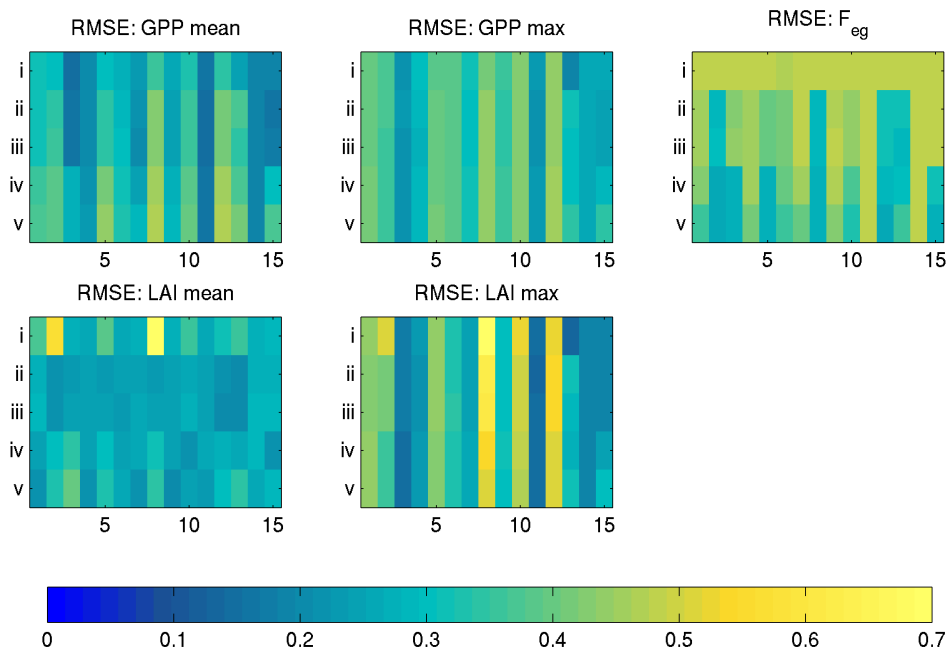 RMSE: GPP mean
RMSE: GPP max
RMSE: F_eg
i
ii
iii
iv
v
5 10 15
i
ii
iii
iv
v
5 10 15
i
ii
iii
iv
v
5 10 15
RMSE: LAI mean
RMSE: LAI max
i
ii
iii
iv
v
5 10 15
i
ii
iii
iv
v
5 10 15
0 0.1 0.2 0.3 0.4 0.5 0.6 0.7